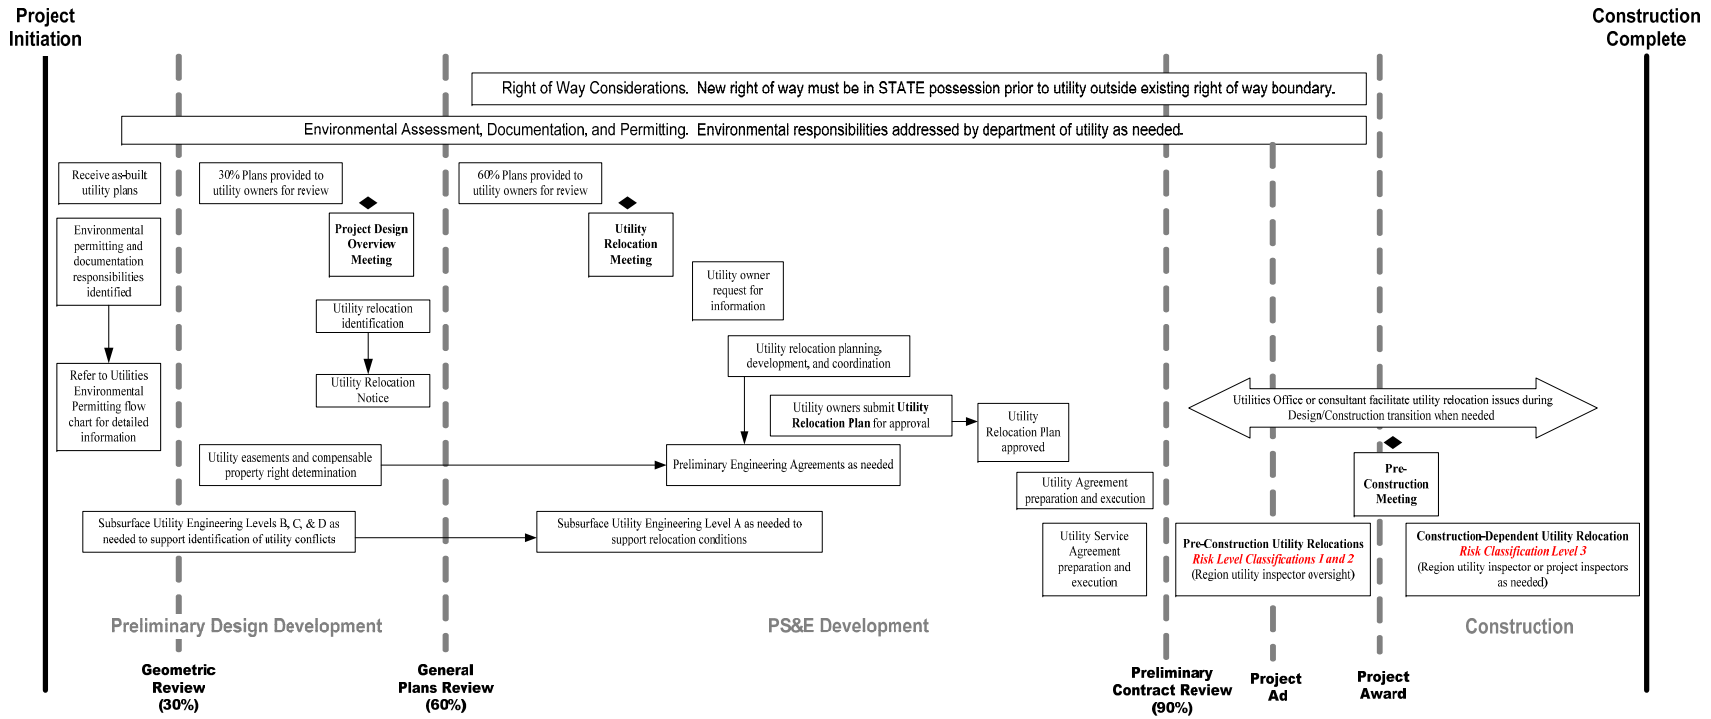 Project
Initiation
Construction
Complete
Right of Way Considerations.  New right of way must be in STATE possession prior to utility outside existing right of way boundary.
Environmental Assessment, Documentation, and Permitting.  Environmental responsibilities addressed by department of utility as needed.
Receive as-built
utility plans
30% Plans provided to
utility owners for review
60% Plans provided to
utility owners for review
Environmental
permitting and
documentation
responsibilities
identified
Project Design
Overview
Meeting
Utility
Relocation
Meeting
Utility owner
request for
information
Utility relocation
identification
Utility relocation planning,
development, and coordination
Refer to Utilities
Environmental
Permitting flow
chart for detailed
information
Utility Relocation
Notice
Utility owners submit Utility
Relocation Plan for approval
Utility
Relocation Plan
approved
Utilities Office or consultant facilitate utility relocation issues during
Design/Construction transition when needed
Utility easements and compensable
property right determination
Preliminary Engineering Agreements as needed
Pre-
Construction
Meeting
Utility Agreement
preparation and execution
Subsurface Utility Engineering Levels B, C, & D as
needed to support identification of utility conflicts
Subsurface Utility Engineering Level A as needed to
support relocation conditions
Utility Service
Agreement
preparation and
execution
Pre-Construction Utility Relocations
Risk Level Classifications 1 and 2
(Region utility inspector oversight)
Construction-Dependent Utility Relocation
Risk Classification Level 3
(Region utility inspector or project inspectors
as needed)
Preliminary Design Development
PS&E Development
Construction
Geometric
Review
(30%)
General
Plans Review
(60%)
Preliminary
Contract Review
(90%)
Project
Ad
Project
Award